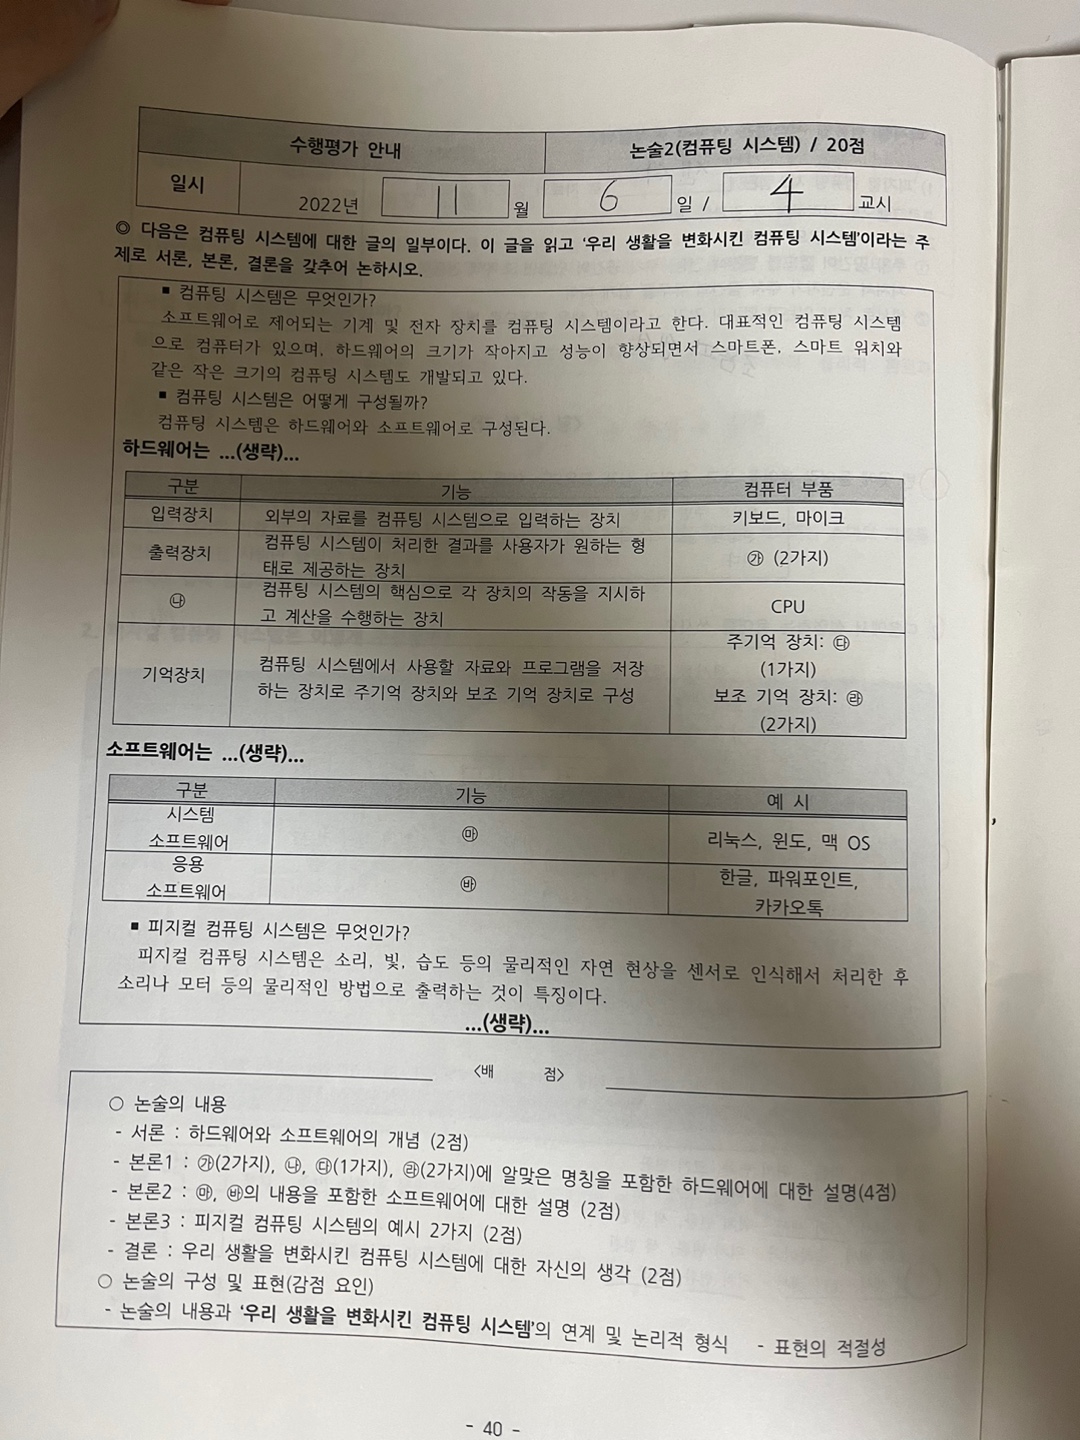 수행평가 안내
논술2(컴퓨팅 시스템) / 20점
일시
2022년 11 월 6 일 / 4 교시
◎ 다음은 컴퓨팅 시스템에 대한 글의 일부이다. 이 글을 읽고 '우리 생활을 변화시킨 컴퓨팅 시스템'이라는 주
제로 서론, 본론, 결론을 갖추어 논하시오.
■ 컴퓨팅 시스템은 무엇인가?
소프트웨어로 제어되는 기계 및 전자 장치를 컴퓨팅 시스템이라고 한다. 대표적인 컴퓨팅 시스템
으로 컴퓨터가 있으며, 하드웨어의 크기가 작아지고 성능이 향상되면서 스마트폰, 스마트 워치와
같은 작은 크기의 컴퓨팅 시스템도 개발되고 있다.
■ 컴퓨팅 시스템은 어떻게 구성될까?
컴퓨팅 시스템은 하드웨어와 소프트웨어로 구성된다.
하드웨어는 ...(생략)...
구분 기능 컴퓨터 부품
입력장치 외부의 자료를 컴퓨팅 시스템으로 입력하는 장치 키보드, 마이크
출력장치 컴퓨팅 시스템이 처리한 결과를 사용자가 원하는 형
태로 제공하는 장치 ㉮ (2가지)
㉯ 컴퓨팅 시스템의 핵심으로 각 장치의 작동을 지시하
고 계산을 수행하는 장치 CPU
기억장치 컴퓨팅 시스템에서 사용할 자료와 프로그램을 저장
하는 장치로 주기억 장치와 보조 기억 장치로 구성
주기억 장치: ㉰
(1가지)
보조 기억 장치: ㉱
(2가지)
소프트웨어는 ...(생략)...
구분 기능 예 시
시스템
소프트웨어 ㉲ 리눅스, 윈도, 맥 OS
응용
소프트웨어 ㉳ 한글, 파워포인트,
카카오톡
■ 피지컬 컴퓨팅 시스템은 무엇인가?
피지컬 컴퓨팅 시스템은 소리, 빛, 습도 등의 물리적인 자연 현상을 센서로 인식해서 처리한 후
소리나 모터 등의 물리적인 방법으로 출력하는 것이 특징이다.
...(생략)...
<배 점>
○ 논술의 내용
- 서론 : 하드웨어와 소프트웨어의 개념 (2점)
- 본론1 : ㉮(2가지), ㉯, ㉰(1가지), ㉱(2가지)에 알맞은 명칭을 포함한 하드웨어에 대한 설명(4점)
- 본론2 : ㉲, ㉳의 내용을 포함한 소프트웨어에 대한 설명 (2점)
- 본론3 : 피지컬 컴퓨팅 시스템의 예시 2가지 (2점)
- 결론 : 우리 생활을 변화시킨 컴퓨팅 시스템에 대한 자신의 생각 (2점)
○ 논술의 구성 및 표현(감점 요인)
- 논술의 내용과 '우리 생활을 변화시킨 컴퓨팅 시스템'의 연계 및 논리적 형식 - 표현의 적절성
- 40 -